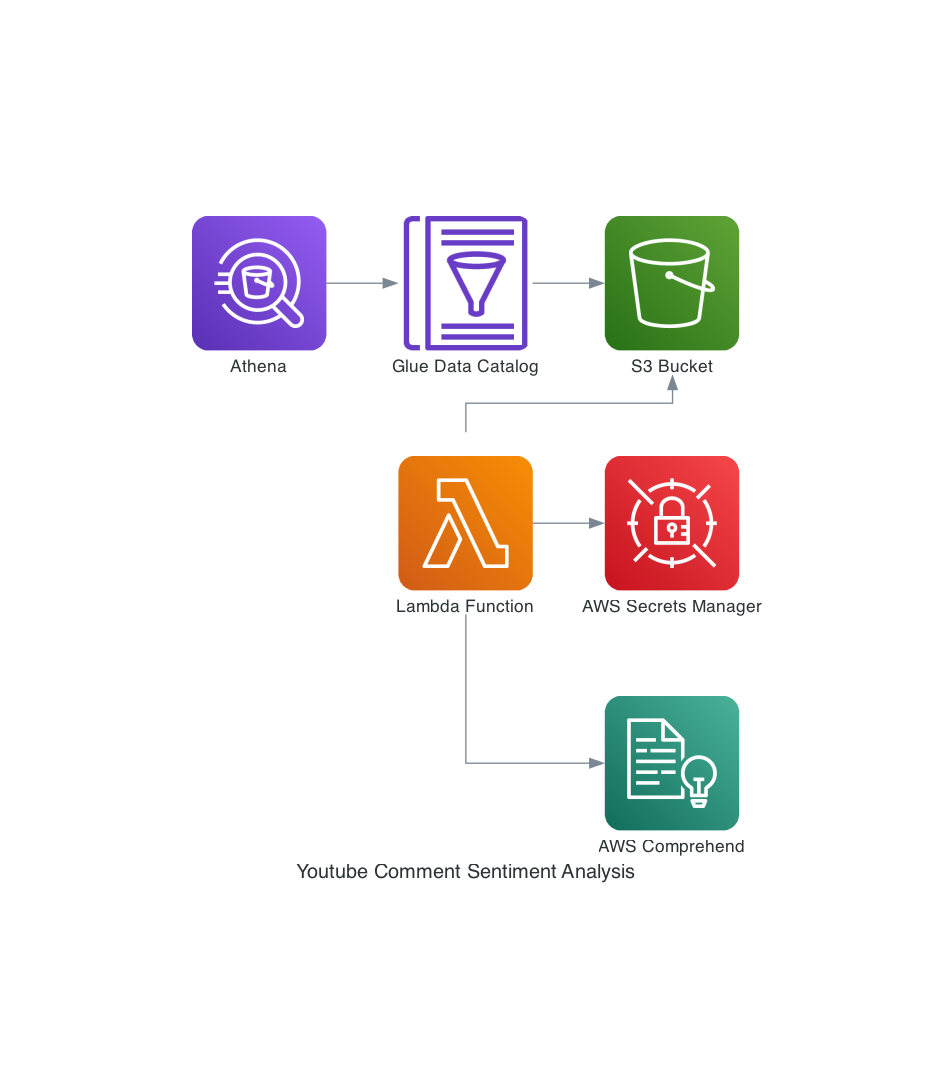 Athena
Glue Data Catalog
S3 Bucket
Lambda Function
AWS Secrets Manager
AWS Comprehend
Youtube Comment Sentiment Analysis